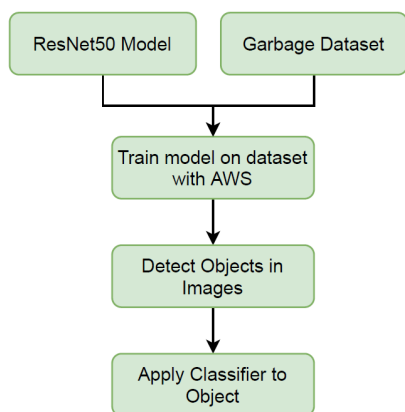 ResNet50 Model
Garbage Dataset
Train model on dataset
with AWS
Detect Objects in
Images
Apply Classifier to
Object